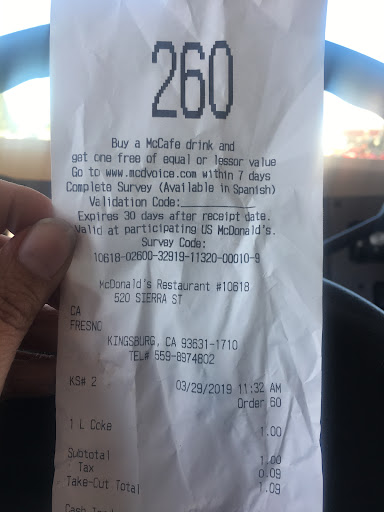 260
Buy a McCafe drink and
get one free of equal or lessor value
Go to www.mcdvoice.com within 7 days
Complete Survey (Available in Spanish)
Validation Code:__________
Expires 30 days after receipt date.
Valid at participating US McDonald's.
Survey Code:
10618-02600-32919-11320-00010-9
McDonald's Restaurant #10618
520 SIERRA ST
CA
FRESNO
KINGSBURG, CA 93631-1710
TEL# 559-8974802
KS# 2 03/29/2019 11:32 AM
Order 60
1 L Coke 1.00
Subtotal 1.00
Tax 0.09
Take-Out Total 1.09
Cash